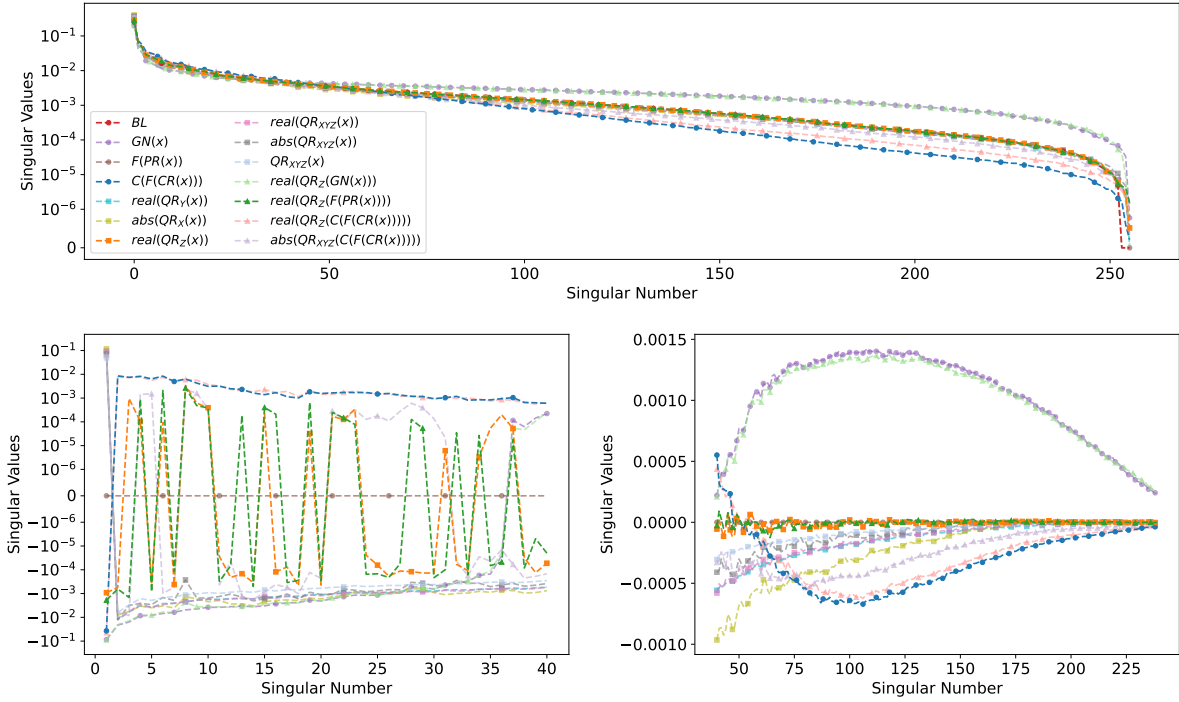 10⁻¹
10⁻²
10⁻³
10⁻⁴
10⁻⁵
10⁻⁶
0
Singular Values
BL
GN(x)
F(PR(x))
C(F(CR(x)))
real(QR_Y(x))
abs(QR_X(x))
real(QR_Z(x))
real(QR_XYZ(x))
abs(QR_XYZ(x))
QR_XYZ(x)
real(QR_Z(GN(x)))
real(QR_Z(F(PR(x))))
real(QR_Z(C(F(CR(x)))))
abs(QR_XYZ(C(F(CR(x)))))
0 50 100 150 200 250
Singular Number
10⁻¹
10⁻²
10⁻³
10⁻⁴
10⁻⁵
10⁻⁶
0
−10⁻⁶
−10⁻⁵
−10⁻⁴
−10⁻³
−10⁻²
−10⁻¹
Singular Values
0 5 10 15 20 25 30 35 40
Singular Number
0.0015
0.0010
0.0005
0.0000
−0.0005
−0.0010
Singular Values
50 75 100 125 150 175 200 225
Singular Number